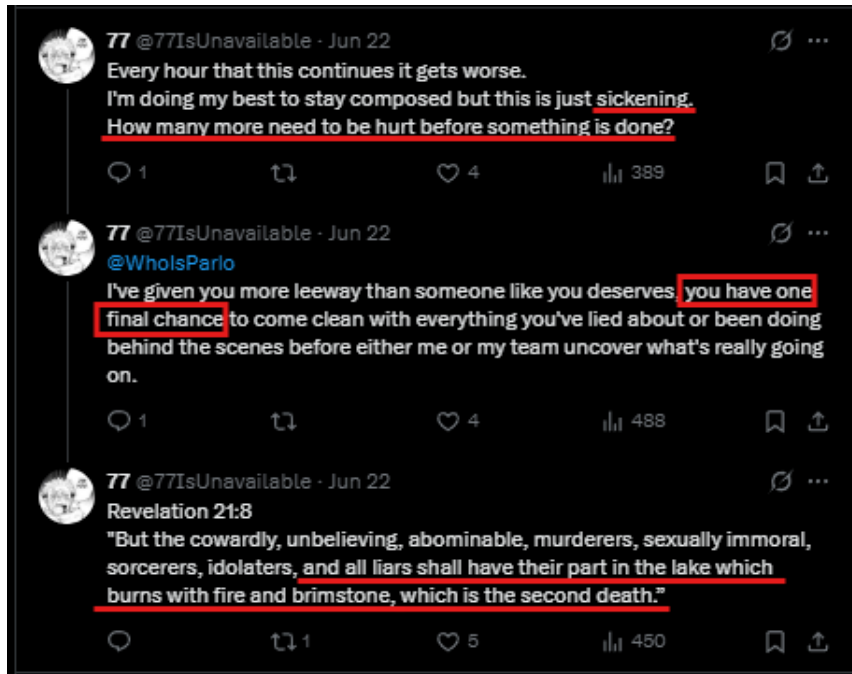 77 @77IsUnavailable · Jun 22
Every hour that this continues it gets worse.
I'm doing my best to stay composed but this is just sickening.
How many more need to be hurt before something is done?
1 4 389
77 @77IsUnavailable · Jun 22
@WhoIsParlo
I've given you more leeway than someone like you deserves, you have one
final chance to come clean with everything you've lied about or been doing
behind the scenes before either me or my team uncover what's really going
on.
1 4 488
77 @77IsUnavailable · Jun 22
Revelation 21:8
"But the cowardly, unbelieving, abominable, murderers, sexually immoral,
sorcerers, idolaters, and all liars shall have their part in the lake which
burns with fire and brimstone, which is the second death.”
1 5 450